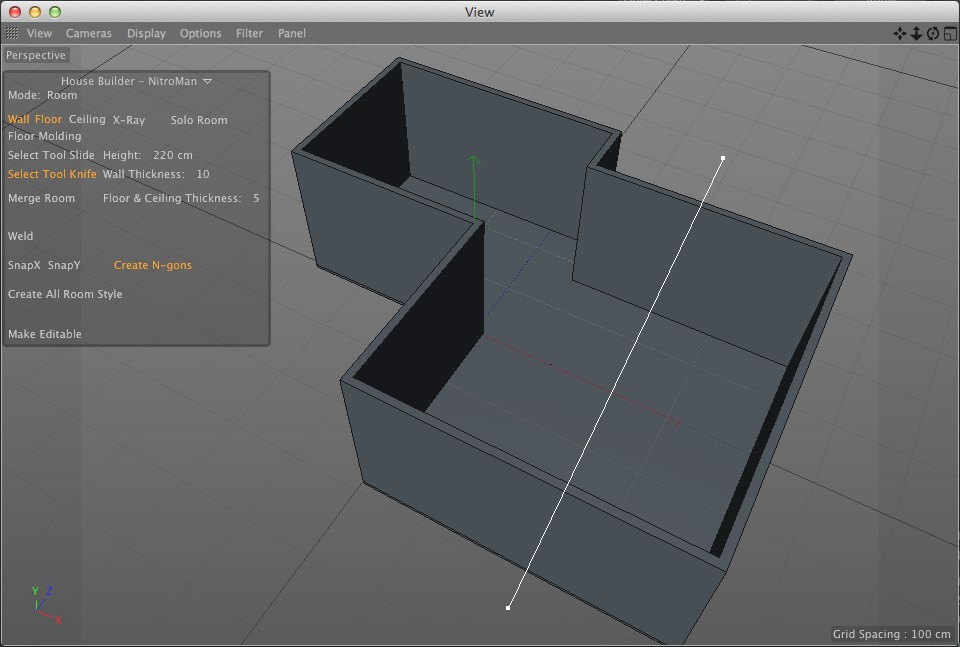 View
View Cameras Display Options Filter Panel
Perspective
House Builder - NitroMan
Mode: Room
Wall Floor Ceiling X-Ray Solo Room
Floor Molding
Select Tool Slide Height: 220 cm
Select Tool Knife Wall Thickness: 10
Merge Room Floor & Ceiling Thickness: 5
Weld
SnapX SnapY Create N-gons
Create All Room Style
Make Editable
Y Z
X
Grid Spacing : 100 cm